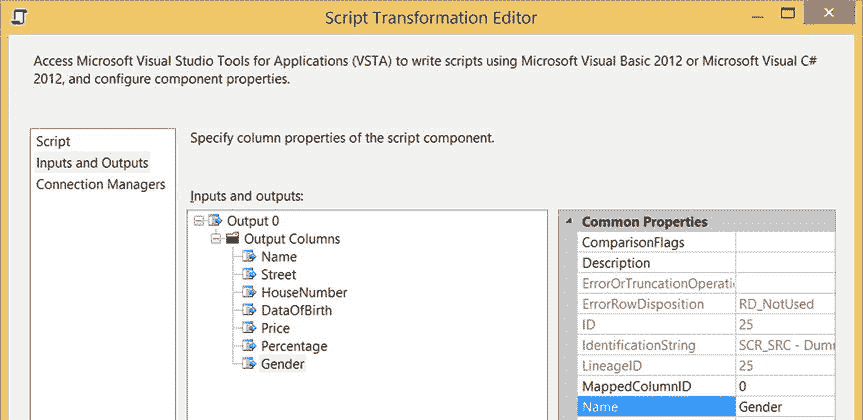 Script Transformation Editor
Access Microsoft Visual Studio Tools for Applications (VSTA) to write scripts using Microsoft Visual Basic 2012 or Microsoft Visual C#
2012, and configure component properties.
Script
Inputs and Outputs
Connection Managers
Specify column properties of the script component.
Inputs and outputs:
Output 0
Output Columns
Name
Street
HouseNumber
DataOfBirth
Price
Percentage
Gender
Common Properties
ComparisonFlags
Description
ErrorOrTruncationOperati
ErrorRowDisposition RD_NotUsed
ID 25
IdentificationString SCR_SRC - Dum
LineageID 25
MappedColumnID 0
Name Gender